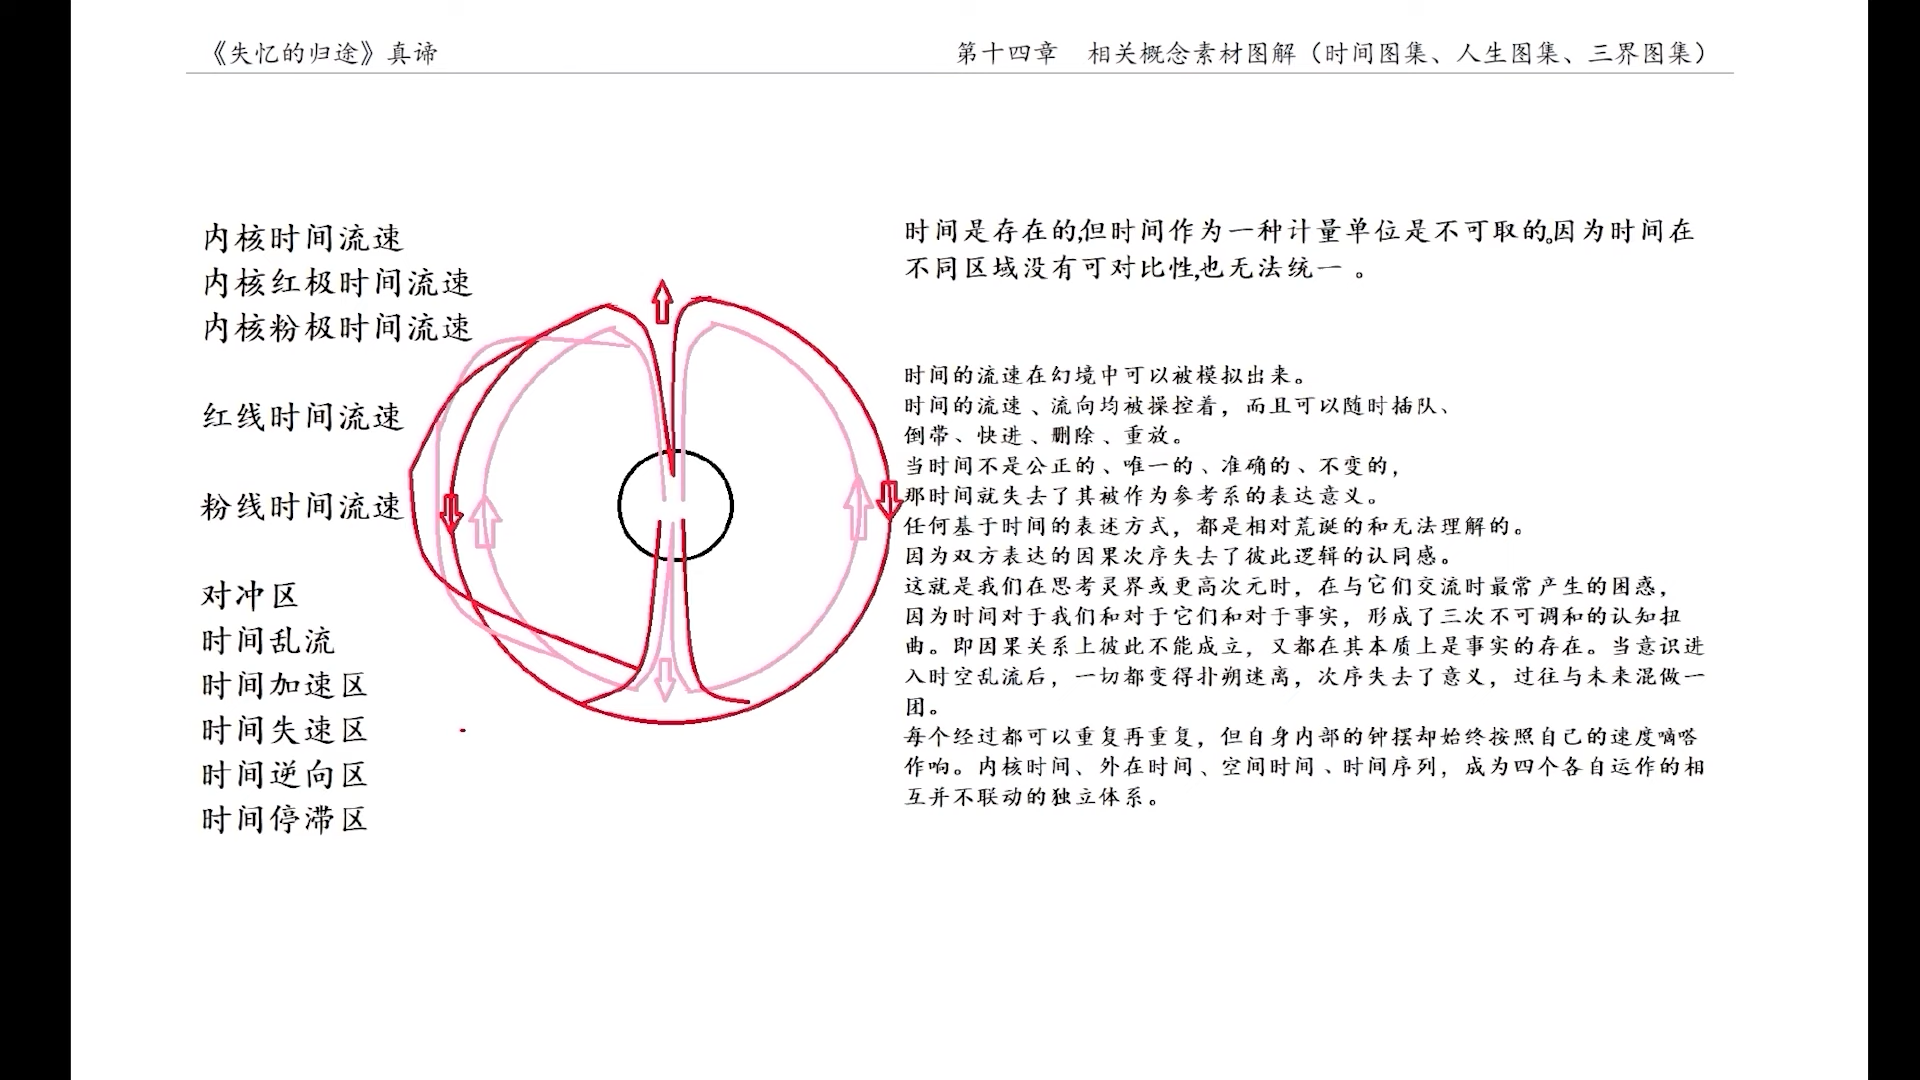 《失忆的归途》真谛
第十四章 相关概念素材图解（时间图集、人生图集、三界图集）
内核时间流速
内核红极时间流速
内核粉极时间流速
红线时间流速
粉线时间流速
对冲区
时间乱流
时间加速区
时间失速区
时间逆向区
时间停滞区
时间是存在的,但时间作为一种计量单位是不可取的。因为时间在
不同区域没有可对比性,也无法统一 。
时间的流速在幻境中可以被模拟出来。
时间的流速、流向均被操控着，而且可以随时插队、
倒带、快进、删除、重放。
当时间不是公正的、唯一的、准确的、不变的，
那时间就失去了其被作为参考系的表达意义。
任何基于时间的表述方式，都是相对荒诞的和无法理解的。
因为双方表达的因果次序失去了彼此逻辑的认同感。
这就是我们在思考灵界或更高次元时，在与它们交流时最常产生的困惑，
因为时间对于我们和对于它们和对于事实，形成了三次不可调和的认知扭
曲。即因果关系上彼此不能成立，又都在其本质上是事实的存在。当意识进
入时空乱流后，一切都变得扑朔迷离，次序失去了意义，过往与未来混做一
团。
每个经过都可以重复再重复，但自身内部的钟摆却始终按照自己的速度嘀嗒
作响。内核时间、外在时间、空间时间、时间序列，成为四个各自运作的相
互并不联动的独立体系。